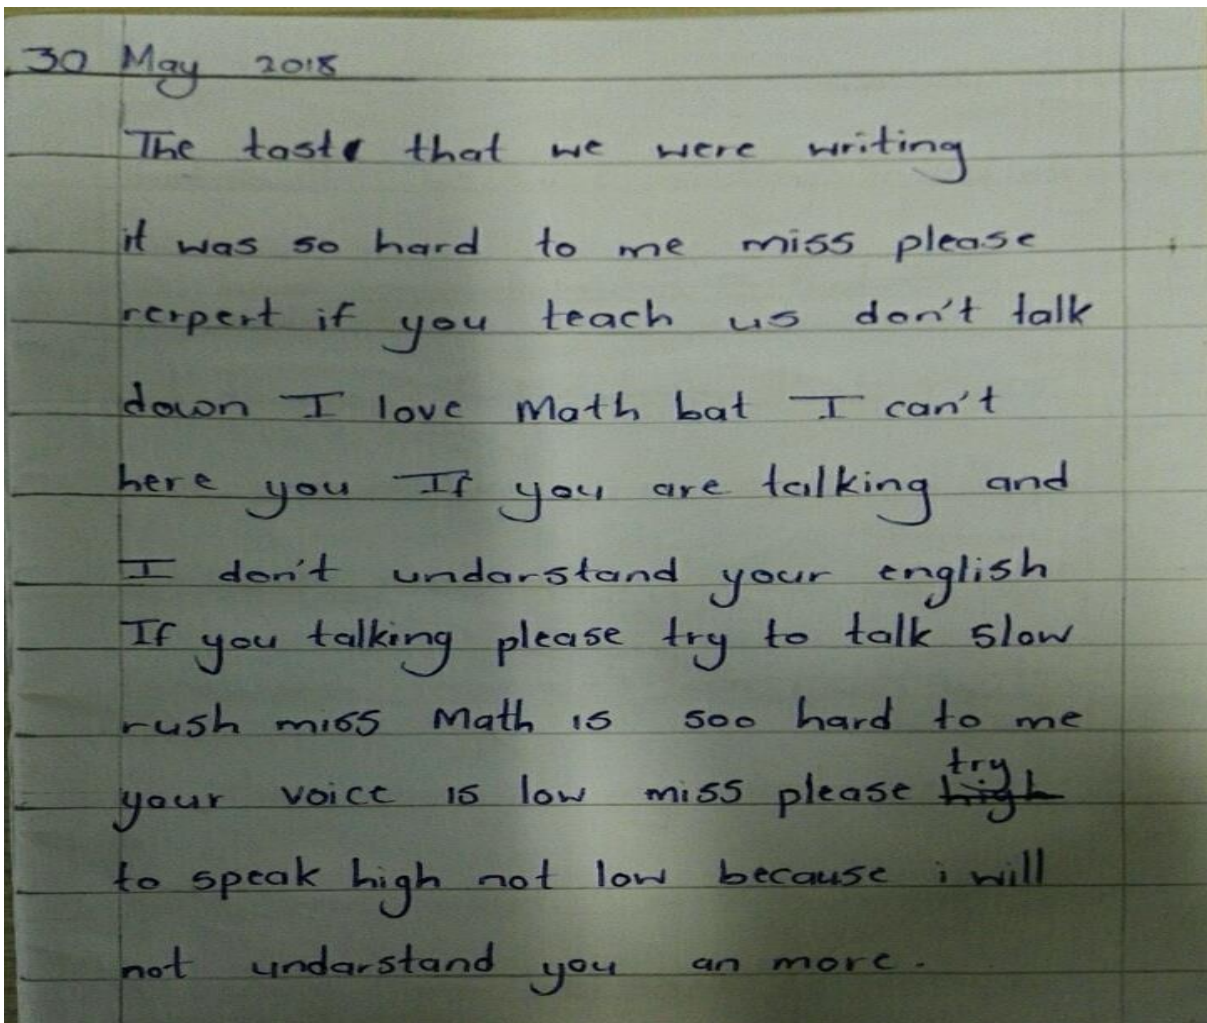 30 May 2018
The taste that we were writing
it was so hard to me miss please
rerpert if you teach us don't talk
down I love Math bat I can't
here you If you are talking and
I don't undarstand your english
If you talking please try to talk slow
rush miss Math is soo hard to me
your voice is low miss please try high
to speak high not low because i will
not undarstand you an more.